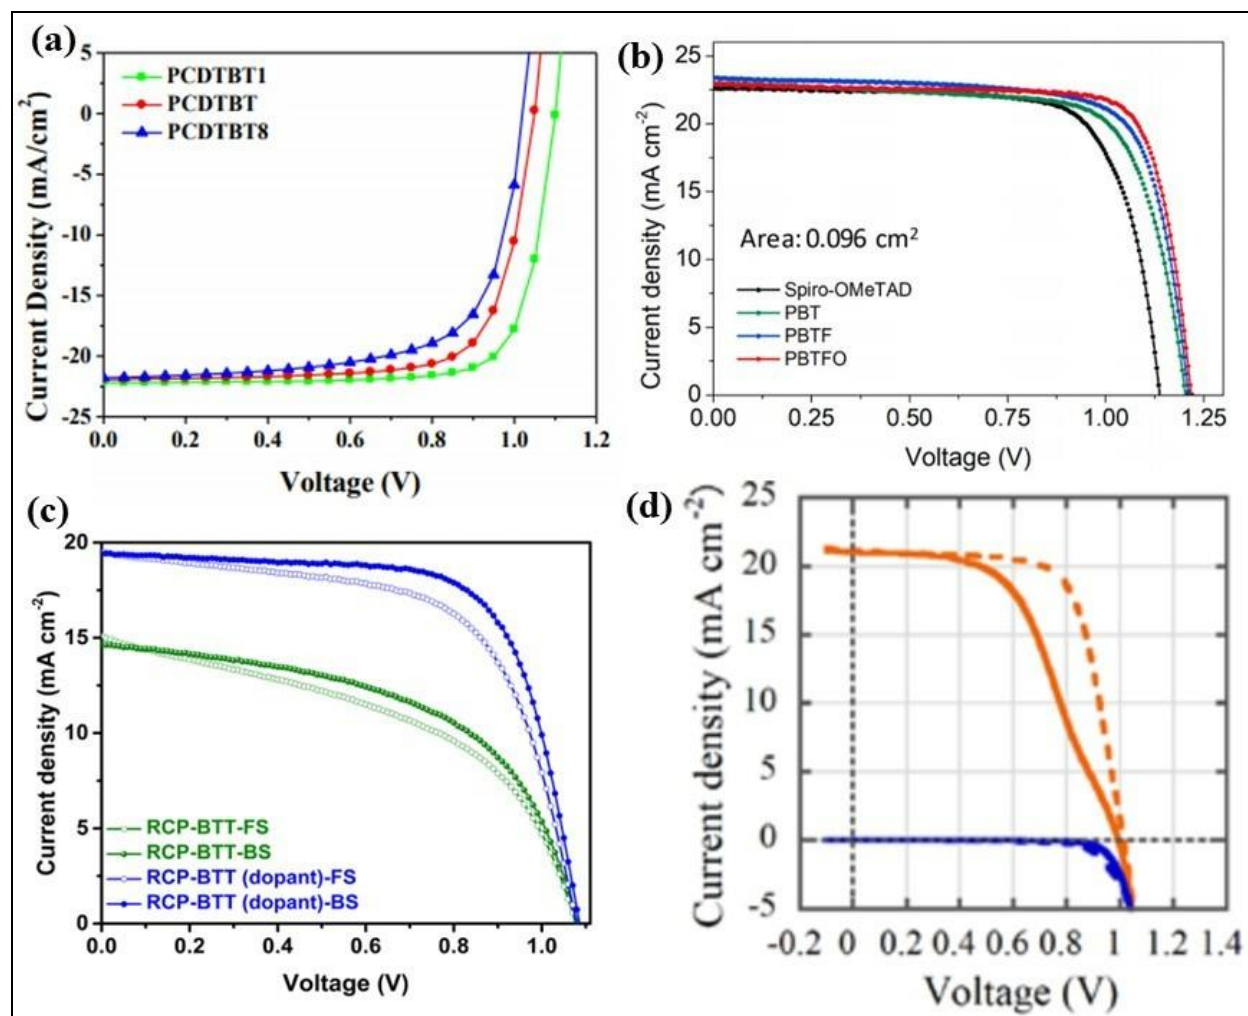 (a)
Current Density (mA/cm²)
5
0
-5
-10
-15
-20
-25
PCDTBT1
PCDTBT
PCDTBT8
0.0 0.2 0.4 0.6 0.8 1.0 1.2
Voltage (V)
(b)
Current density (mA cm⁻²)
25
20
15
10
5
0
Area: 0.096 cm²
Spiro-OMeTAD
PBT
PBTF
PBTFO
0.00 0.25 0.50 0.75 1.00 1.25
Voltage (V)
(c)
Current density (mA cm⁻²)
20
15
10
5
0
RCP-BTT-FS
RCP-BTT-BS
RCP-BTT (dopant)-FS
RCP-BTT (dopant)-BS
0.0 0.2 0.4 0.6 0.8 1.0
Voltage (V)
(d)
Current density (mA cm⁻²)
25
20
15
10
5
0
-5
-0.2 0 0.2 0.4 0.6 0.8 1 1.2 1.4
Voltage (V)